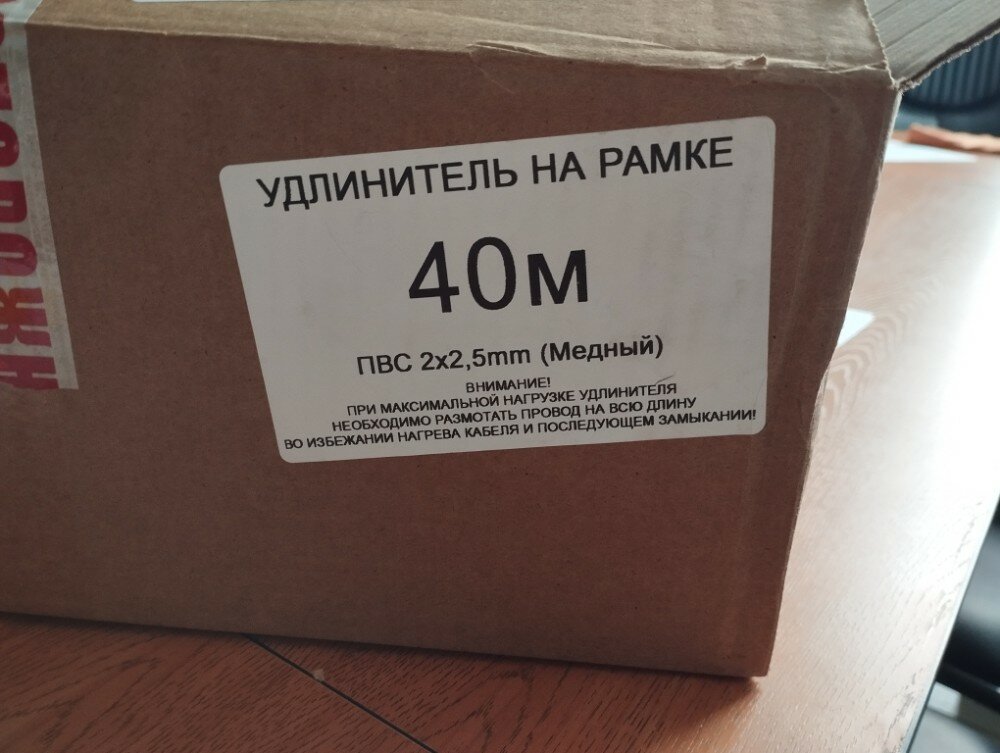 УДЛИНИТЕЛЬ НА РАМКЕ
40м
ПВС 2х2,5mm (Медный)
ВНИМАНИЕ!
ПРИ МАКСИМАЛЬНОЙ НАГРУЗКЕ УДЛИНИТЕЛЯ
НЕОБХОДИМО РАЗМОТАТЬ ПРОВОД НА ВСЮ ДЛИНУ
ВО ИЗБЕЖАНИИ НАГРЕВА КАБЕЛЯ И ПОСЛЕДУЮЩЕМ ЗАМЫКАНИИ!